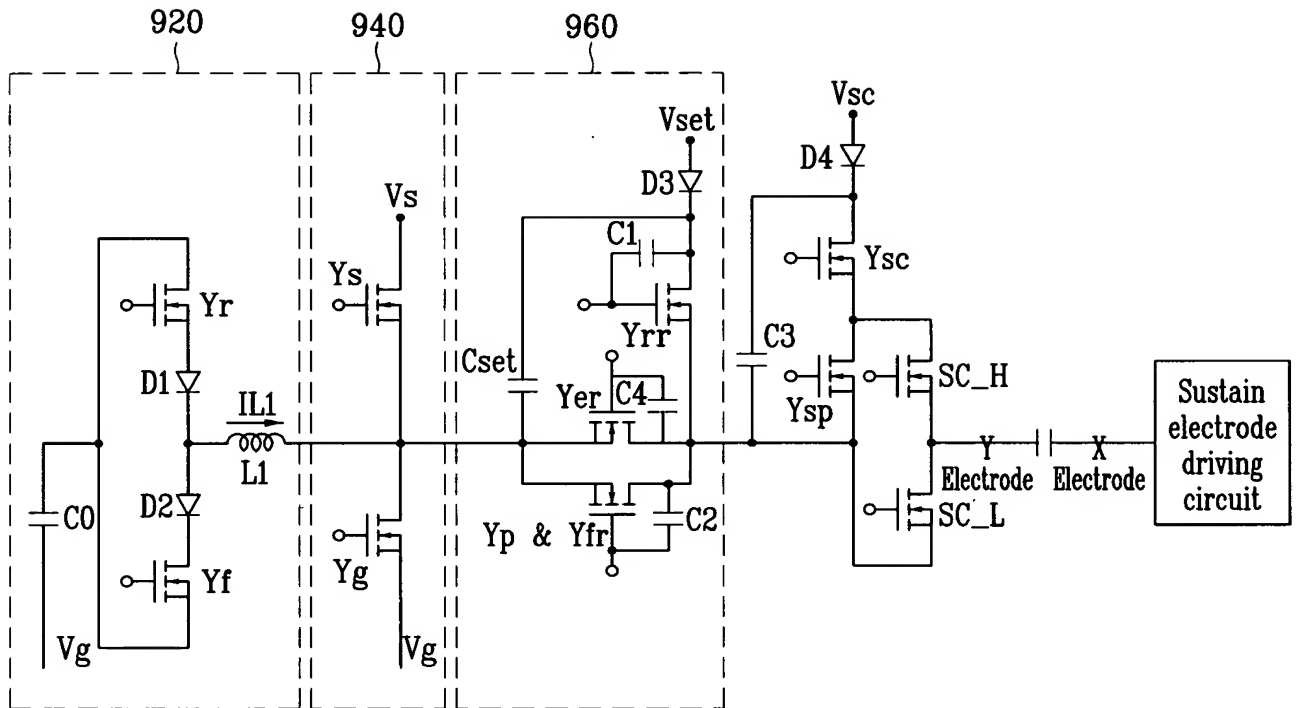 920
940
960
Vsc
Vset
D4
D3
Vs
C1
Ys
Ysc
Yr
Yrr
C3
Cset
D1
SC_H
Yer
C4
Ysp
IL1
Sustain
electrode
driving
circuit
L1
Y
Electrode
X
Electrode
D2
C0
SC_L
C2
Yp & Yfr
Yg
Yf
Vg
Vg